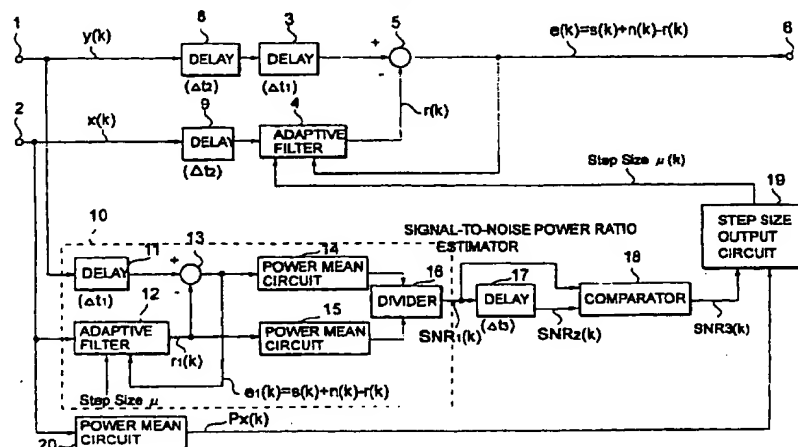 1
y(k)
8
DELAY
(Δt2)
3
DELAY
(Δt1)
+
5
-
e(k)=s(k)+n(k)-r(k)
6
2
x(k)
9
DELAY
(Δt2)
4
ADAPTIVE
FILTER
r(k)
Step Size μ(k)
19
STEP SIZE
OUTPUT
CIRCUIT
10
SIGNAL-TO-NOISE POWER RATIO
ESTIMATOR
11
DELAY
(Δt1)
+
13
-
14
POWER MEAN
CIRCUIT
16
DIVIDER
17
DELAY
(Δt3)
18
COMPARATOR
12
ADAPTIVE
FILTER
r1(k)
15
POWER MEAN
CIRCUIT
SNR1(k)
SNR2(k)
SNR3(k)
Step Size μ
e1(k)=s(k)+n(k)-r(k)
20
POWER MEAN
CIRCUIT
Px(k)